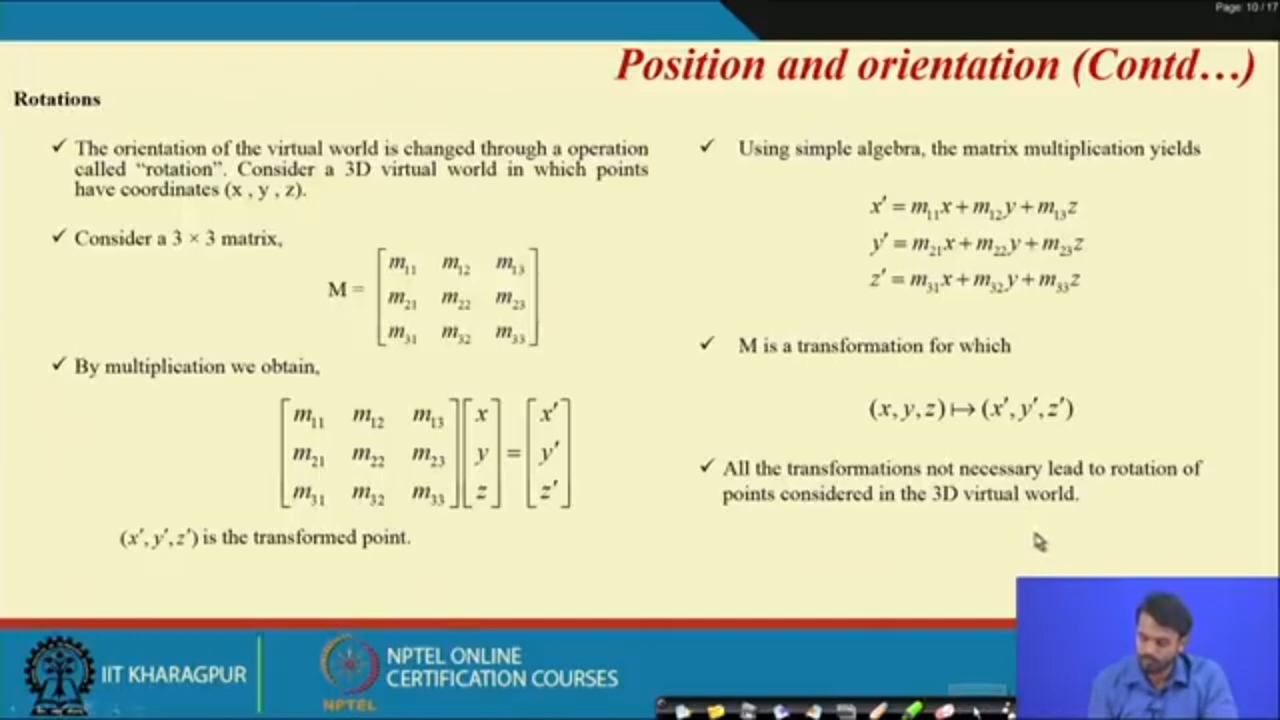 Page: 10 / 17
Position and orientation (Contd…)
Rotations
✓ The orientation of the virtual world is changed through a operation
called “rotation”. Consider a 3D virtual world in which points
have coordinates (x , y , z).
✓ Consider a 3 × 3 matrix,
M =
m₁₁ m₁₂ m₁₃
m₂₁ m₂₂ m₂₃
m₃₁ m₃₂ m₃₃
✓ By multiplication we obtain,
[m₁₁ m₁₂ m₁₃] [x] [x′]
[m₂₁ m₂₂ m₂₃] [y] = [y′]
[m₃₁ m₃₂ m₃₃] [z] [z′]
(x′, y′, z′) is the transformed point.
✓ Using simple algebra, the matrix multiplication yields
x′ = m₁₁x + m₁₂y + m₁₃z
y′ = m₂₁x + m₂₂y + m₂₃z
z′ = m₃₁x + m₃₂y + m₃₃z
✓ M is a transformation for which
(x, y, z) ↦ (x′, y′, z′)
✓ All the transformations not necessary lead to rotation of
points considered in the 3D virtual world.
IIT KHARAGPUR
NPTEL
NPTEL ONLINE
CERTIFICATION COURSES